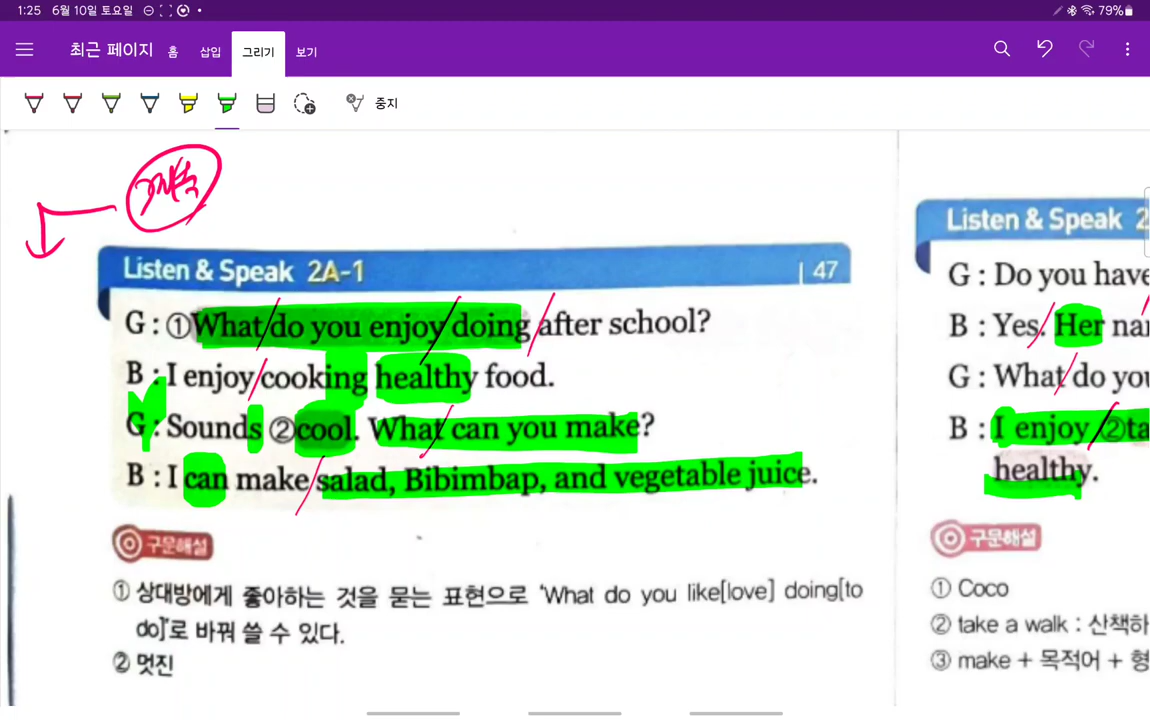 1:25 6월 10일 토요일 79%
최근 페이지 홈 삽입 그리기 보기
중지
Listen & Speak 2A-1 47
G : ①What do you enjoy doing after school?
B : I enjoy cooking healthy food.
G : Sounds ②cool. What can you make?
B : I can make salad, Bibimbap, and vegetable juice.
구문해설
① 상대방에게 좋아하는 것을 묻는 표현으로 'What do you like[love] doing[to
do]'로 바꿔 쓸 수 있다.
② 멋진
Listen & Speak 2
G : Do you have
B : Yes. Her nar
G : What do you
B : I enjoy ②ta
healthy.
구문해설
① Coco
② take a walk : 산책하
③ make + 목적어 + 형